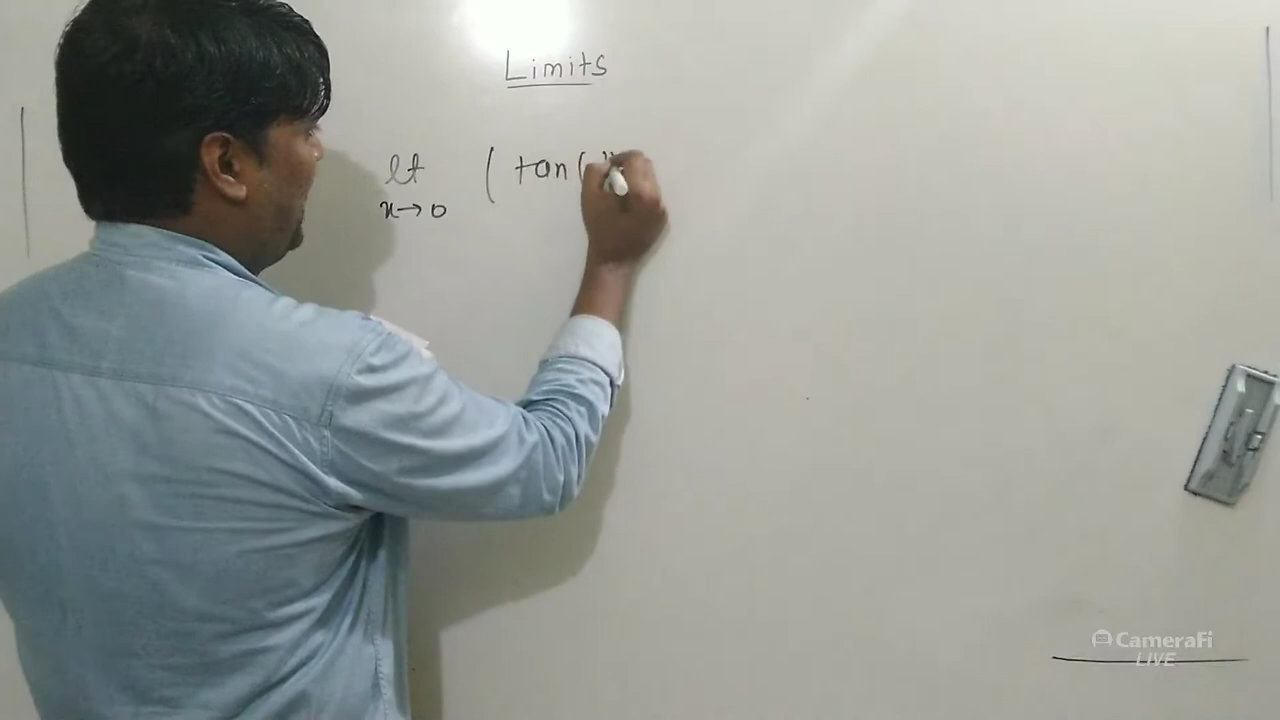 Limits
lt ( tan(
x→0
CameraFi
LIVE